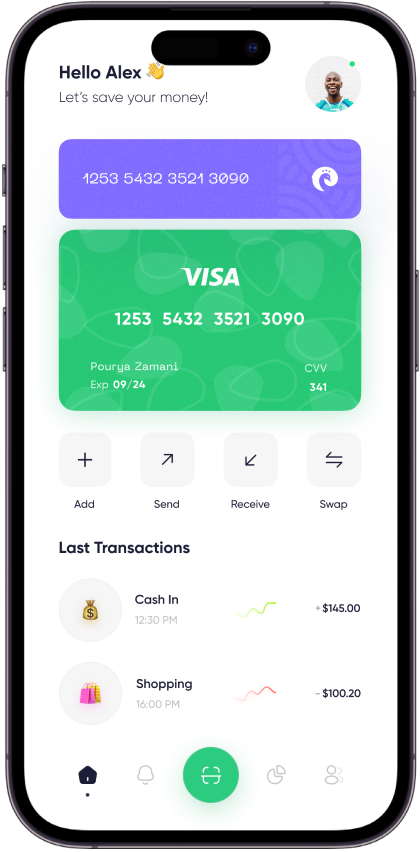 Hello Alex 👋
Let's save your money!
1253 5432 3521 3090
VISA
1253 5432 3521 3090
Pourya Zamani
CVV
Exp 09/24
341
Add
Send
Receive
Swap
Last Transactions
Cash In
12:30 PM
+$145.00
Shopping
16:00 PM
-$100.20